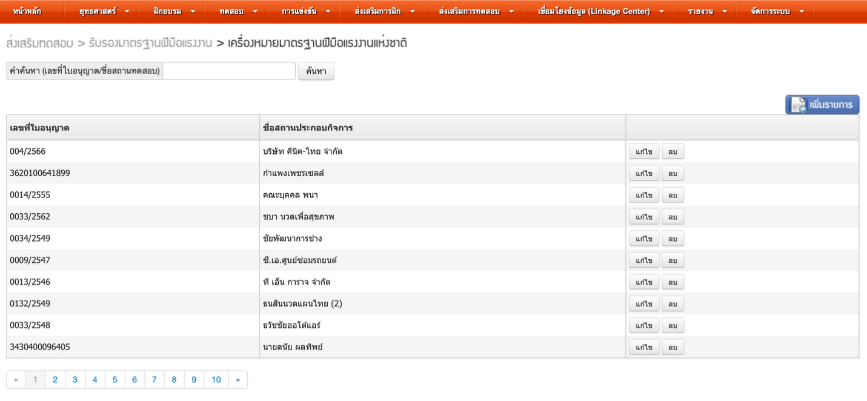 หน้าหลัก ยุทธศาสตร์ ฝึกอบรม ทดสอบ การแข่งขัน ส่งเสริมการฝึก ส่งเสริมการทดสอบ เชื่อมโยงข้อมูล (Linkage Center) รายงาน จัดการระบบ
ส่งเสริมทดสอบ > รับรองมาตรฐานฝีมือแรงงาน > เครื่องหมายมาตรฐานฝีมือแรงงานแห่งชาติ
คำค้นหา (เลขที่ใบอนุญาต/ชื่อสถานทดสอบ) ค้นหา
เพิ่มรายการ
เลขที่ใบอนุญาต ชื่อสถานประกอบกิจการ
004/2566 บริษัท คีนิค-ไทย จำกัด แก้ไข ลบ
3620100641899 กำแพงเพชรเซลล์ แก้ไข ลบ
0014/2555 คณะบุคคล พนา แก้ไข ลบ
0033/2562 ชบา นวดเพื่อสุขภาพ แก้ไข ลบ
0034/2549 ชัยพัฒนาการช่าง แก้ไข ลบ
0009/2547 ซี.เอ.ศูนย์ซ่อมรถยนต์ แก้ไข ลบ
0013/2546 ที เอ็น การาจ จำกัด แก้ไข ลบ
0132/2549 ธนสินนวดแผนไทย (2) แก้ไข ลบ
0033/2548 ธวัชชัยออโต้แอร์ แก้ไข ลบ
3430400096405 นายดนัย ผลทิพย์ แก้ไข ลบ
« 1 2 3 4 5 6 7 8 9 10 »